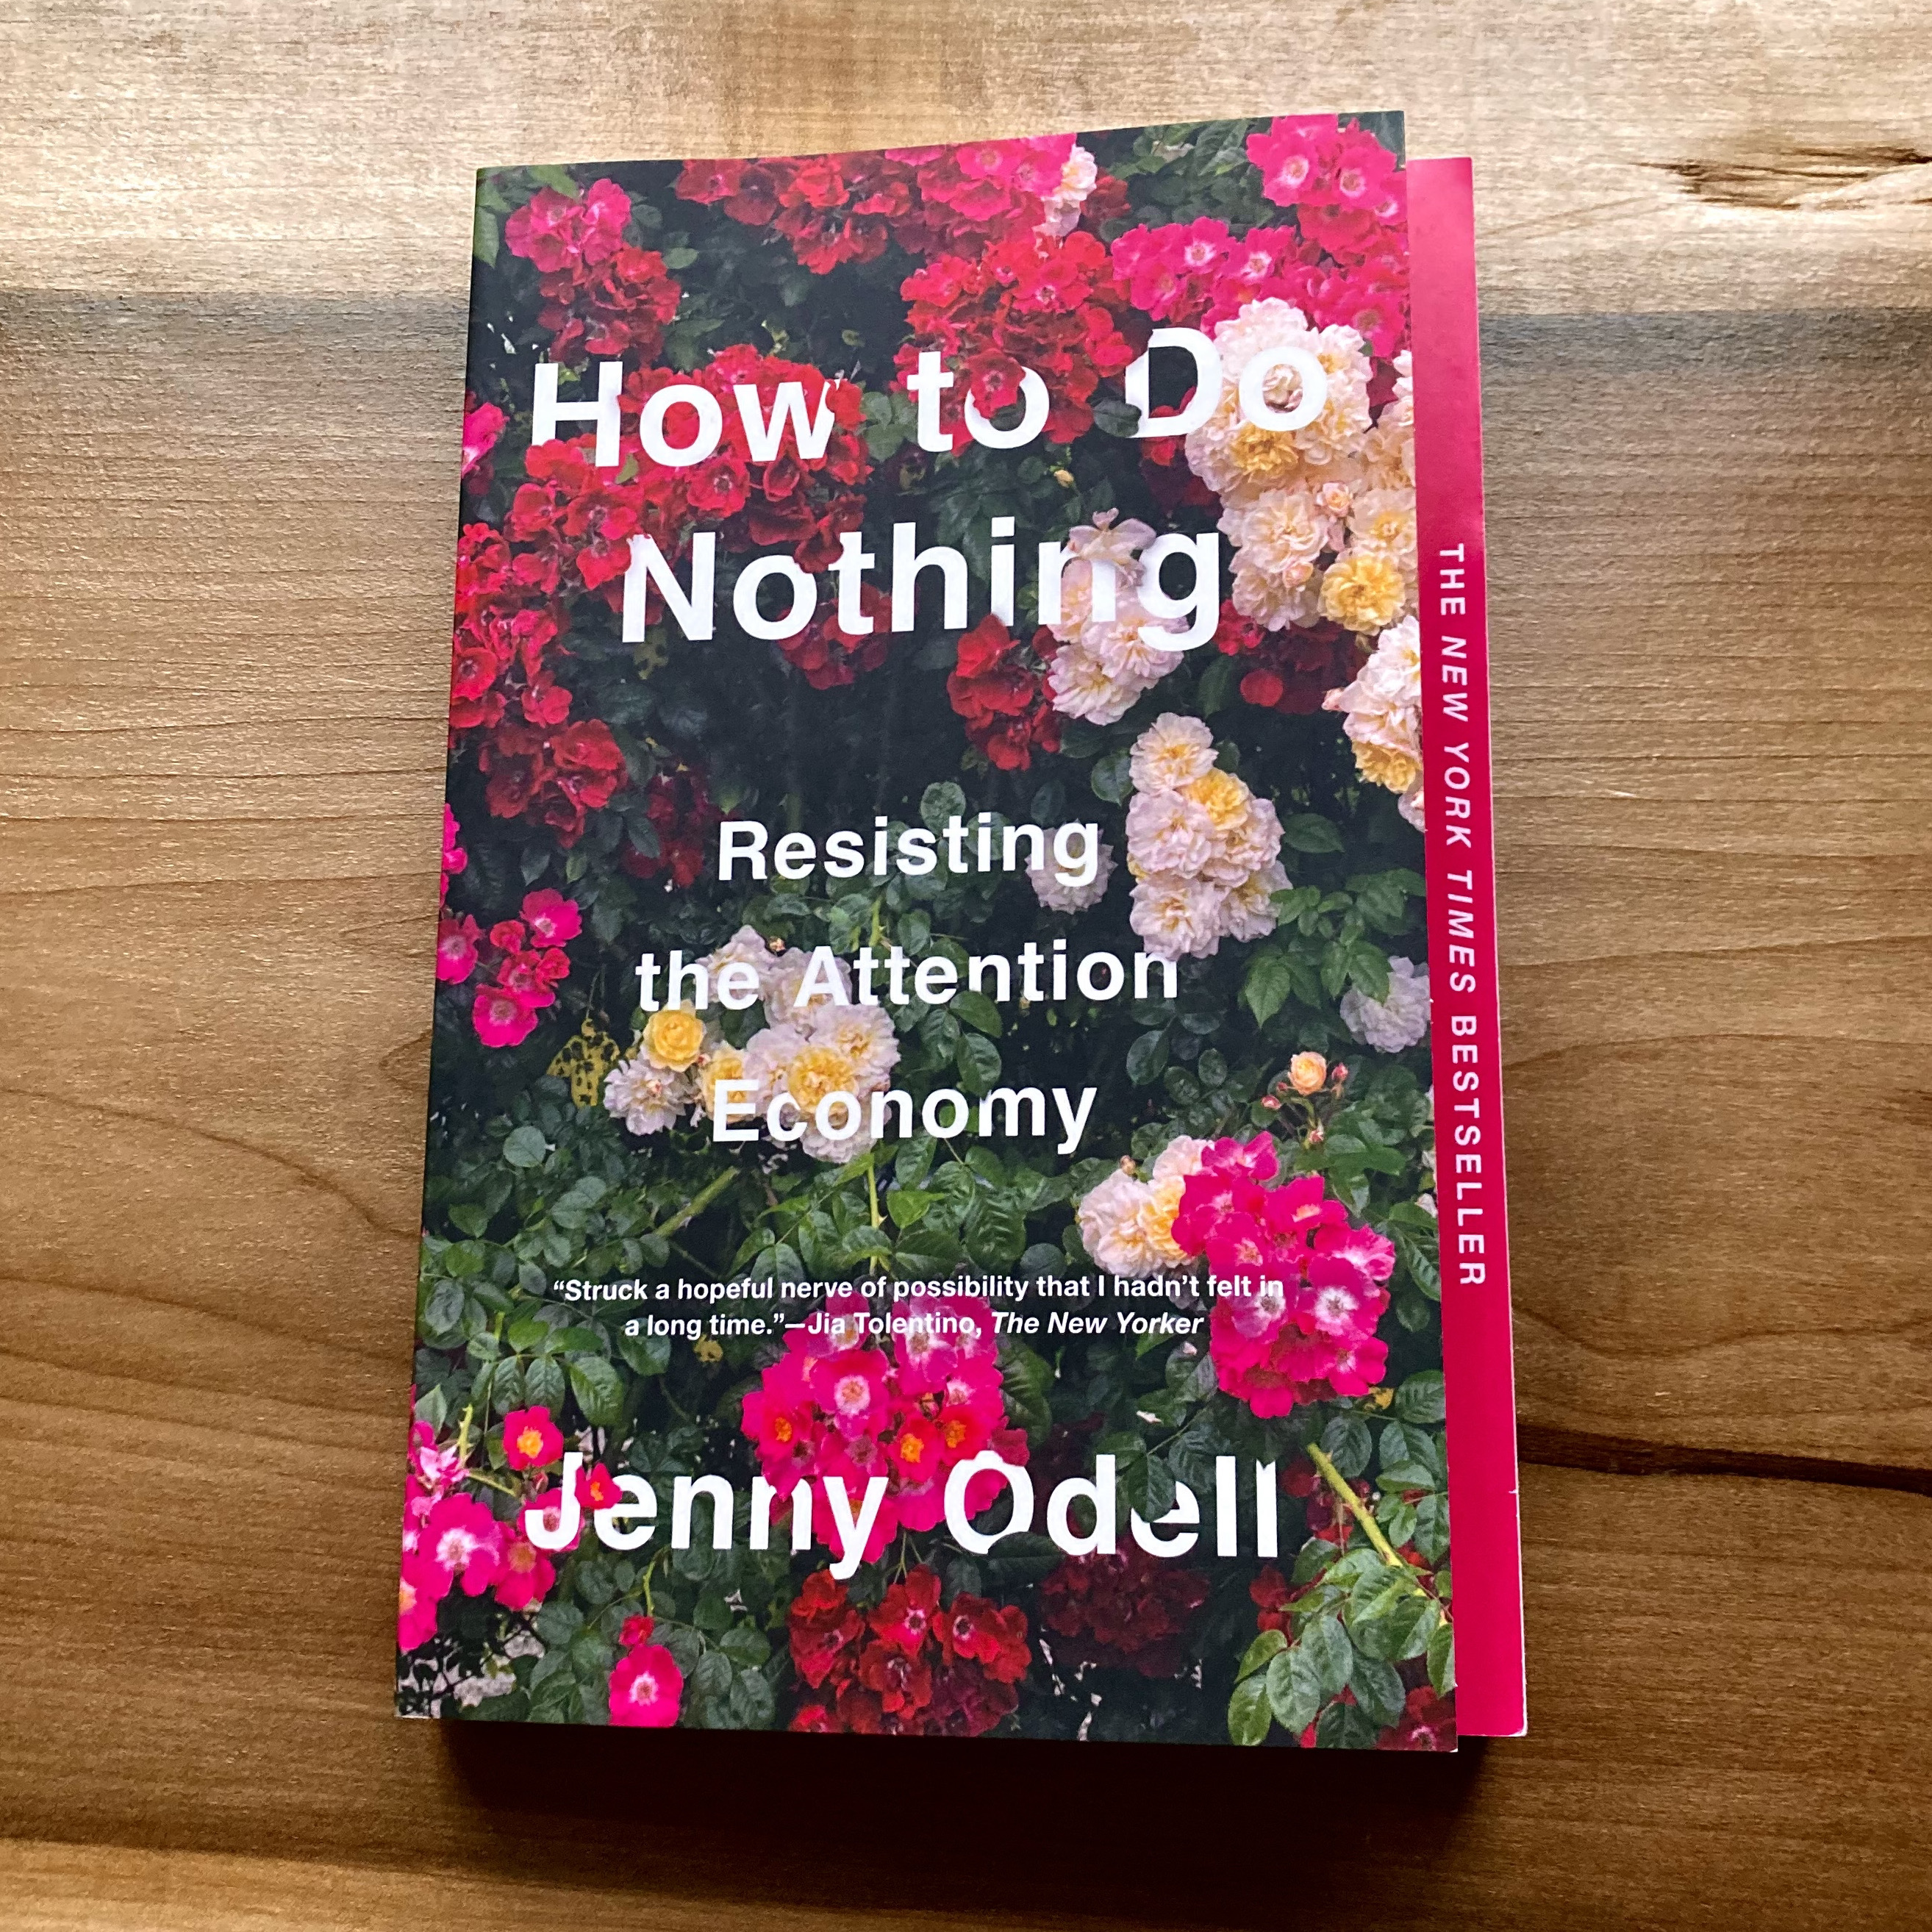 How to Do
Nothing
Resisting
the Attention
Economy
“Struck a hopeful nerve of possibility that I hadn’t felt in
a long time.”—Jia Tolentino, The New Yorker
Jenny Odell
THE NEW YORK TIMES BESTSELLER